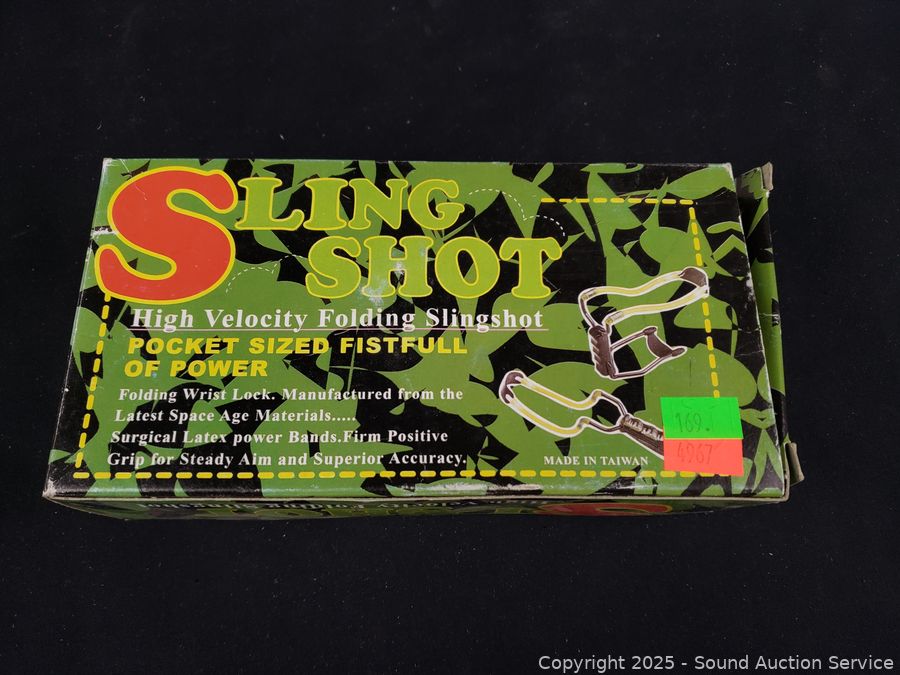 SLING
SHOT
High Velocity Folding Slingshot
POCKET SIZED FISTFULL
OF POWER
Folding Wrist Lock. Manufactured from the
Latest Space Age Materials.....
Surgical Latex power Bands.Firm Positive
Grip for Steady Aim and Superior Accuracy.
MADE IN TAIWAN
169.
4967
Copyright 2025 - Sound Auction Service